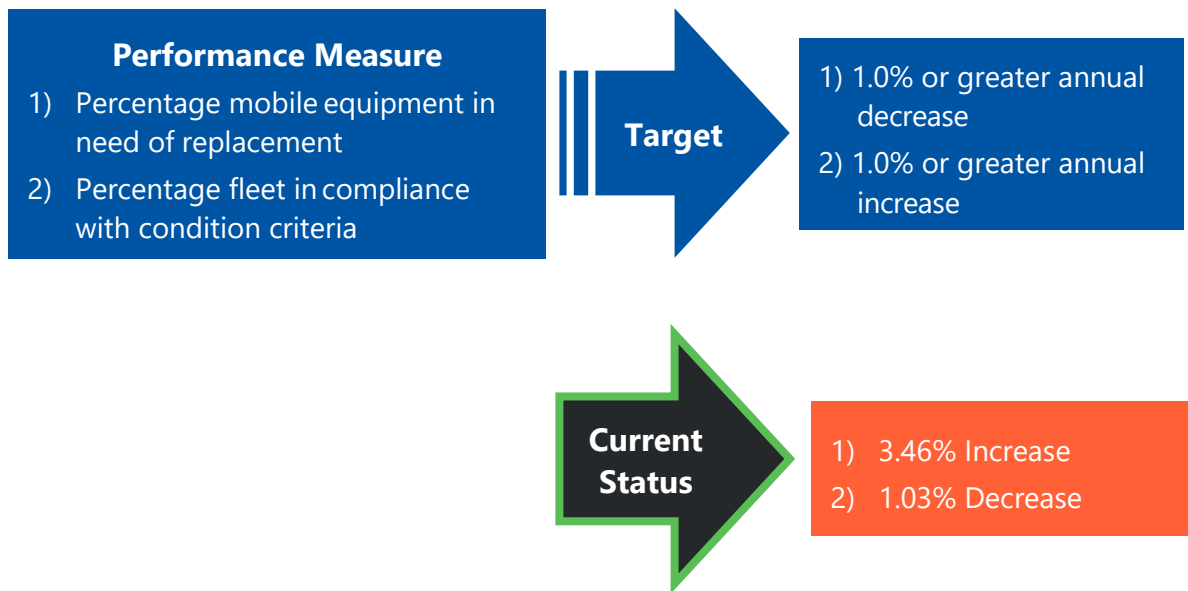 Performance Measure
1) Percentage mobile equipment in
need of replacement
2) Percentage fleet in compliance
with condition criteria
Target
1) 1.0% or greater annual
decrease
2) 1.0% or greater annual
increase
Current
Status
1) 3.46% Increase
2) 1.03% Decrease